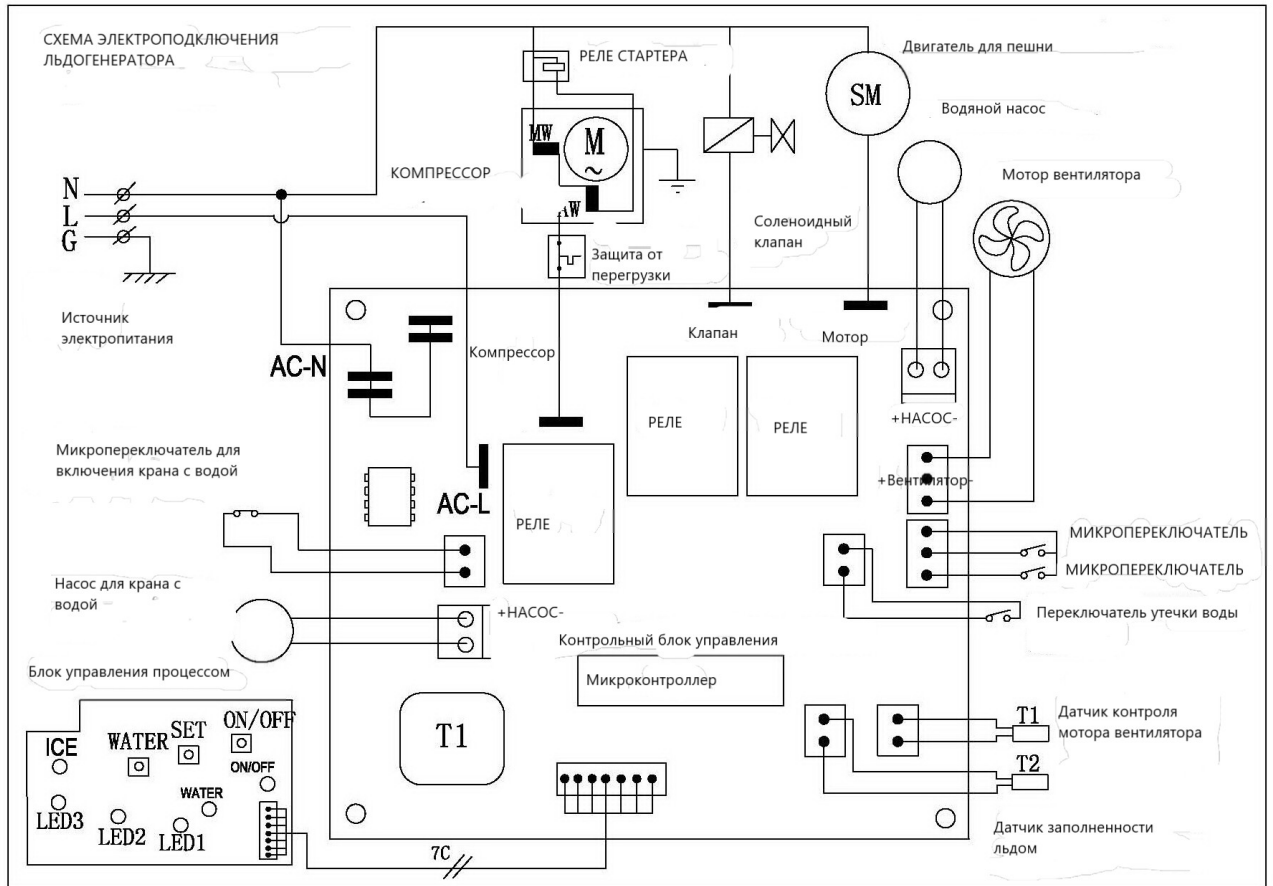 СХЕМА ЭЛЕКТРОПОДКЛЮЧЕНИЯ
ЛЬДОГЕНЕРАТОРА
РЕЛЕ СТАРТЕРА
Двигатель для пешни
SM
Водяной насос
MW
M
~
КОМПРЕССОР
Мотор вентилятора
N
L
G
AW
Соленоидный
клапан
Защита от
перегрузки
Источник
электропитания
Клапан
Мотор
AC-N
Компрессор
РЕЛЕ
РЕЛЕ
+НАСОС-
Микропереключатель для
включения крана с водой
+Вентилятор-
AC-L
РЕЛЕ
МИКРОПЕРЕКЛЮЧАТЕЛЬ
МИКРОПЕРЕКЛЮЧАТЕЛЬ
Насос для крана с
водой
+НАСОС-
Переключатель утечки воды
Контрольный блок управления
Микроконтроллер
Блок управления процессом
ON/OFF
SET
WATER
ICE
ON/OFF
WATER
LED3
LED2
LED1
T1
T1
Датчик контроля
мотора вентилятора
T2
Датчик заполненности
льдом
7C